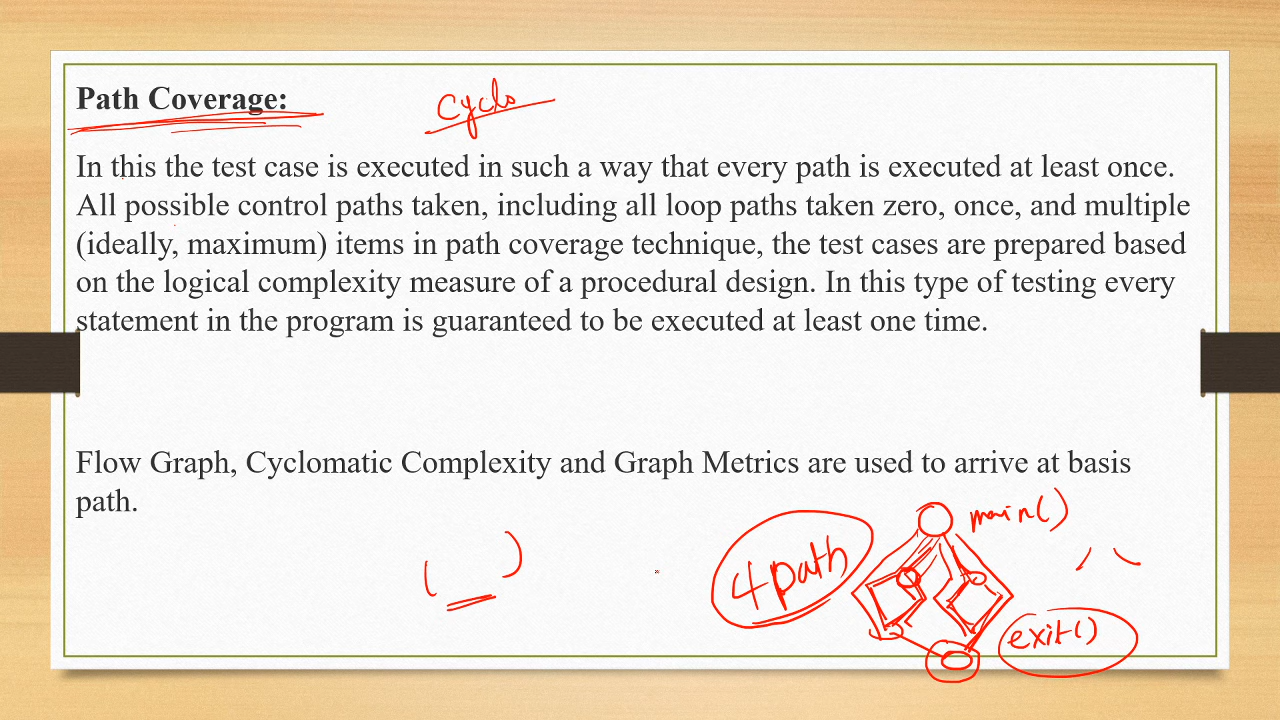 Path Coverage:
Cyclo
In this the test case is executed in such a way that every path is executed at least once.
All possible control paths taken, including all loop paths taken zero, once, and multiple
(ideally, maximum) items in path coverage technique, the test cases are prepared based
on the logical complexity measure of a procedural design. In this type of testing every
statement in the program is guaranteed to be executed at least one time.
Flow Graph, Cyclomatic Complexity and Graph Metrics are used to arrive at basis
path.
main()
4 path
exit()